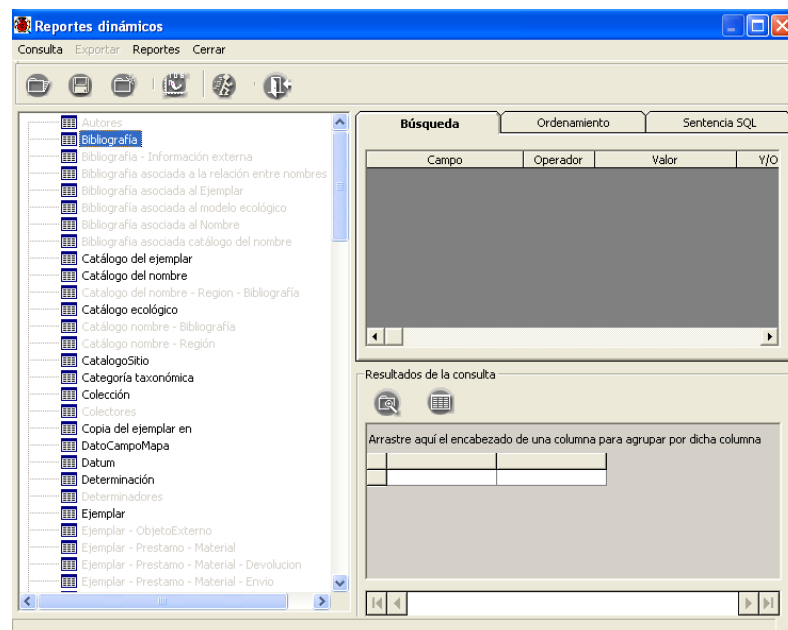 Reportes dinámicos
Consulta Exportar Reportes Cerrar
Autores
Bibliografía
Bibliografía - Información externa
Bibliografía asociada a la relación entre nombres
Bibliografía asociada al Ejemplar
Bibliografía asociada al modelo ecológico
Bibliografía asociada al Nombre
Bibliografia asociada catálogo del nombre
Catálogo del ejemplar
Catálogo del nombre
Catalogo del nombre - Region - Bibliografía
Catálogo ecológico
Catálogo nombre - Bibliografía
Catálogo nombre - Región
CatalogoSitio
Categoría taxonómica
Colección
Colectores
Copia del ejemplar en
DatoCampoMapa
Datum
Determinación
Determinadores
Ejemplar
Ejemplar - ObjetoExterno
Ejemplar - Prestamo - Material
Ejemplar - Prestamo - Material - Devolucion
Ejemplar - Prestamo - Material - Envio
Búsqueda Ordenamiento Sentencia SQL
Campo Operador Valor Y/O
Resultados de la consulta
Arrastre aquí el encabezado de una columna para agrupar por dicha columna